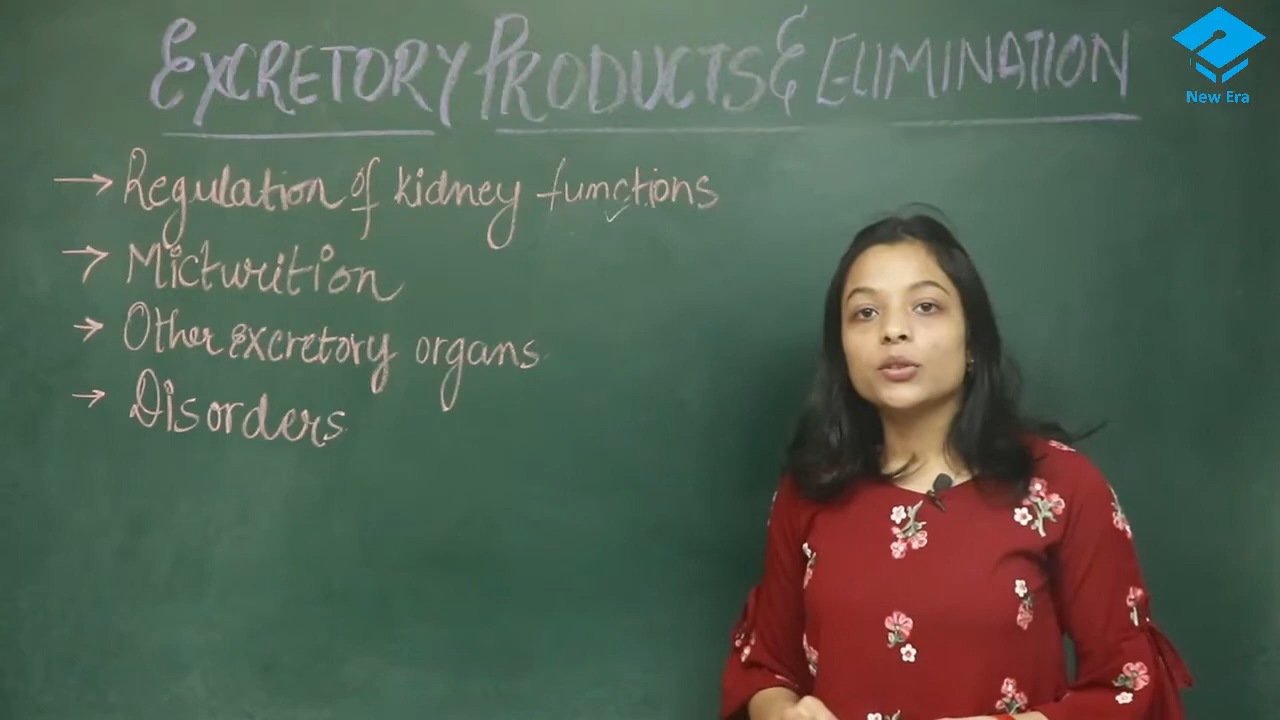 EXCRETORY PRODUCTS & ELIMINATION
New Era
→ Regulation of kidney functions
→ Micturition
→ Other excretory organs
→ Disorders